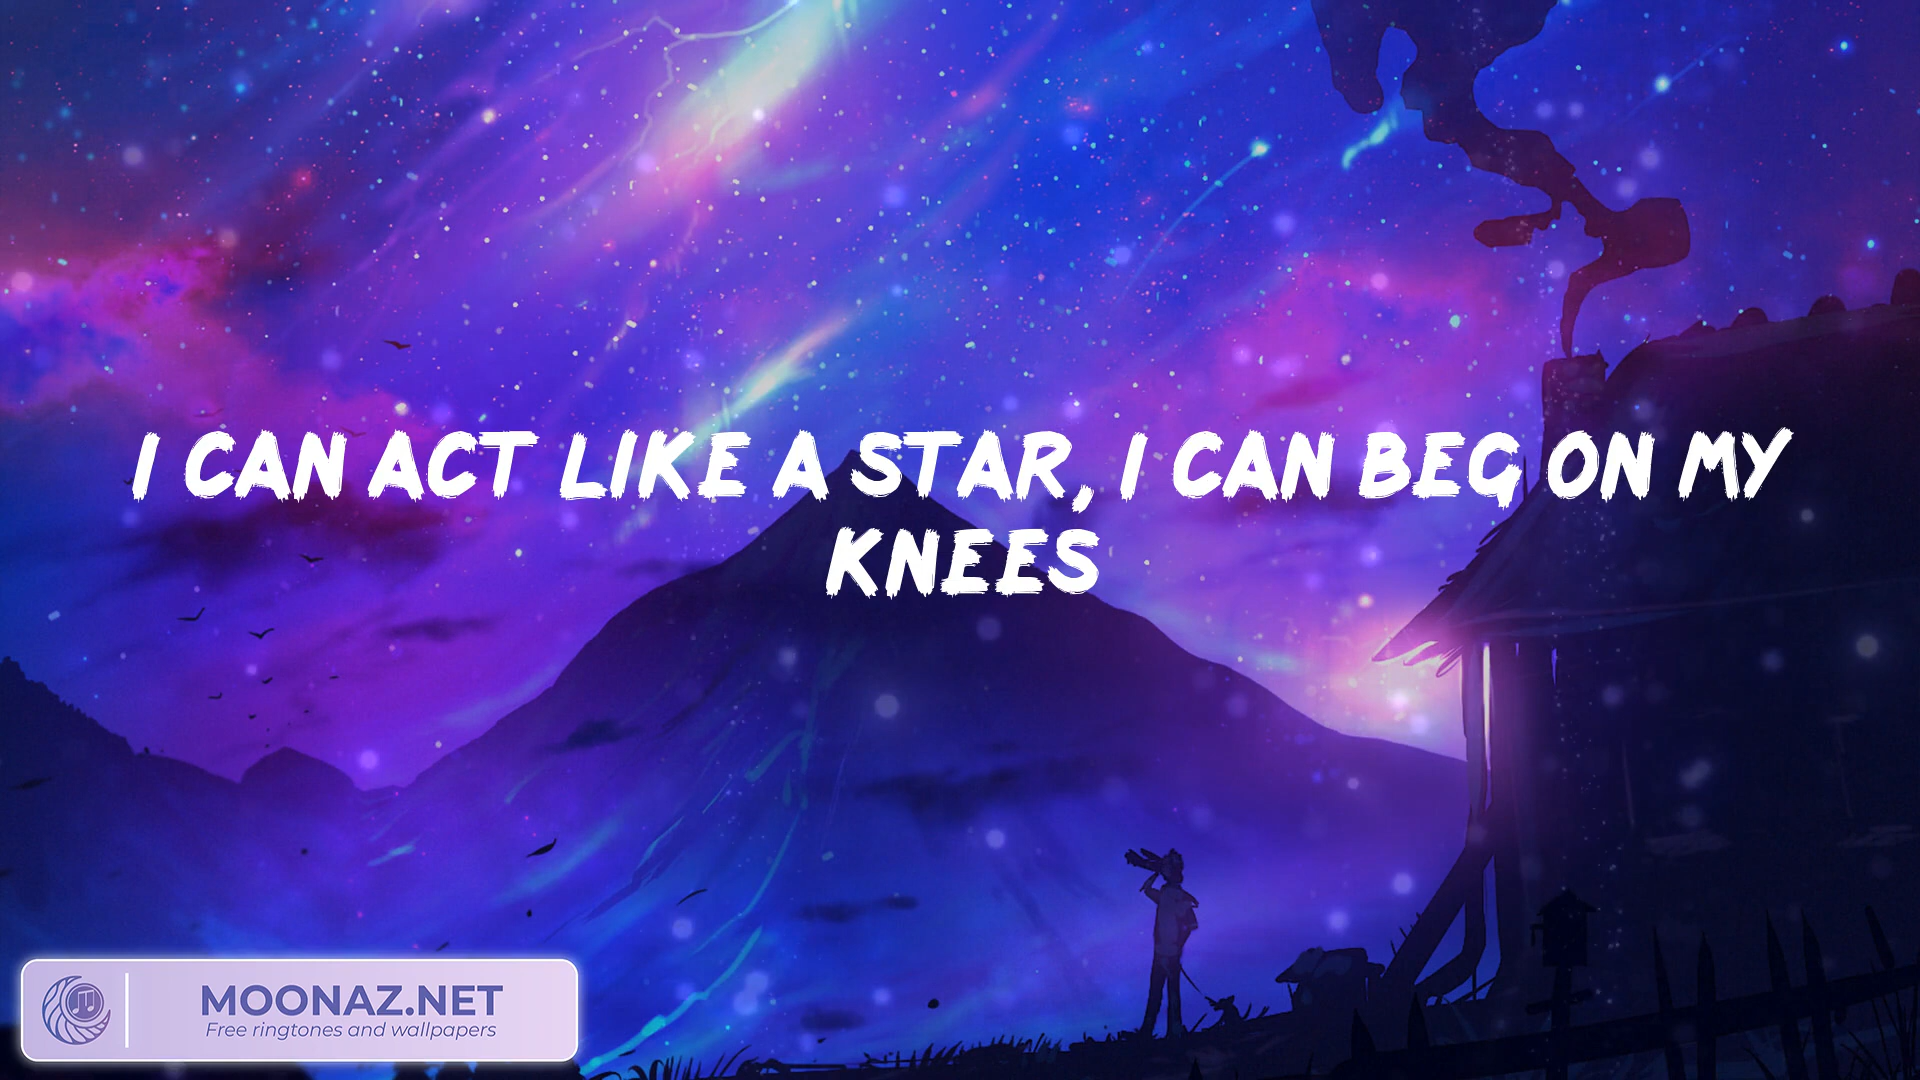 I CAN ACT LIKE A STAR, I CAN BEG ON MY
KNEES
MOONAZ.NET
Free ringtones and wallpapers